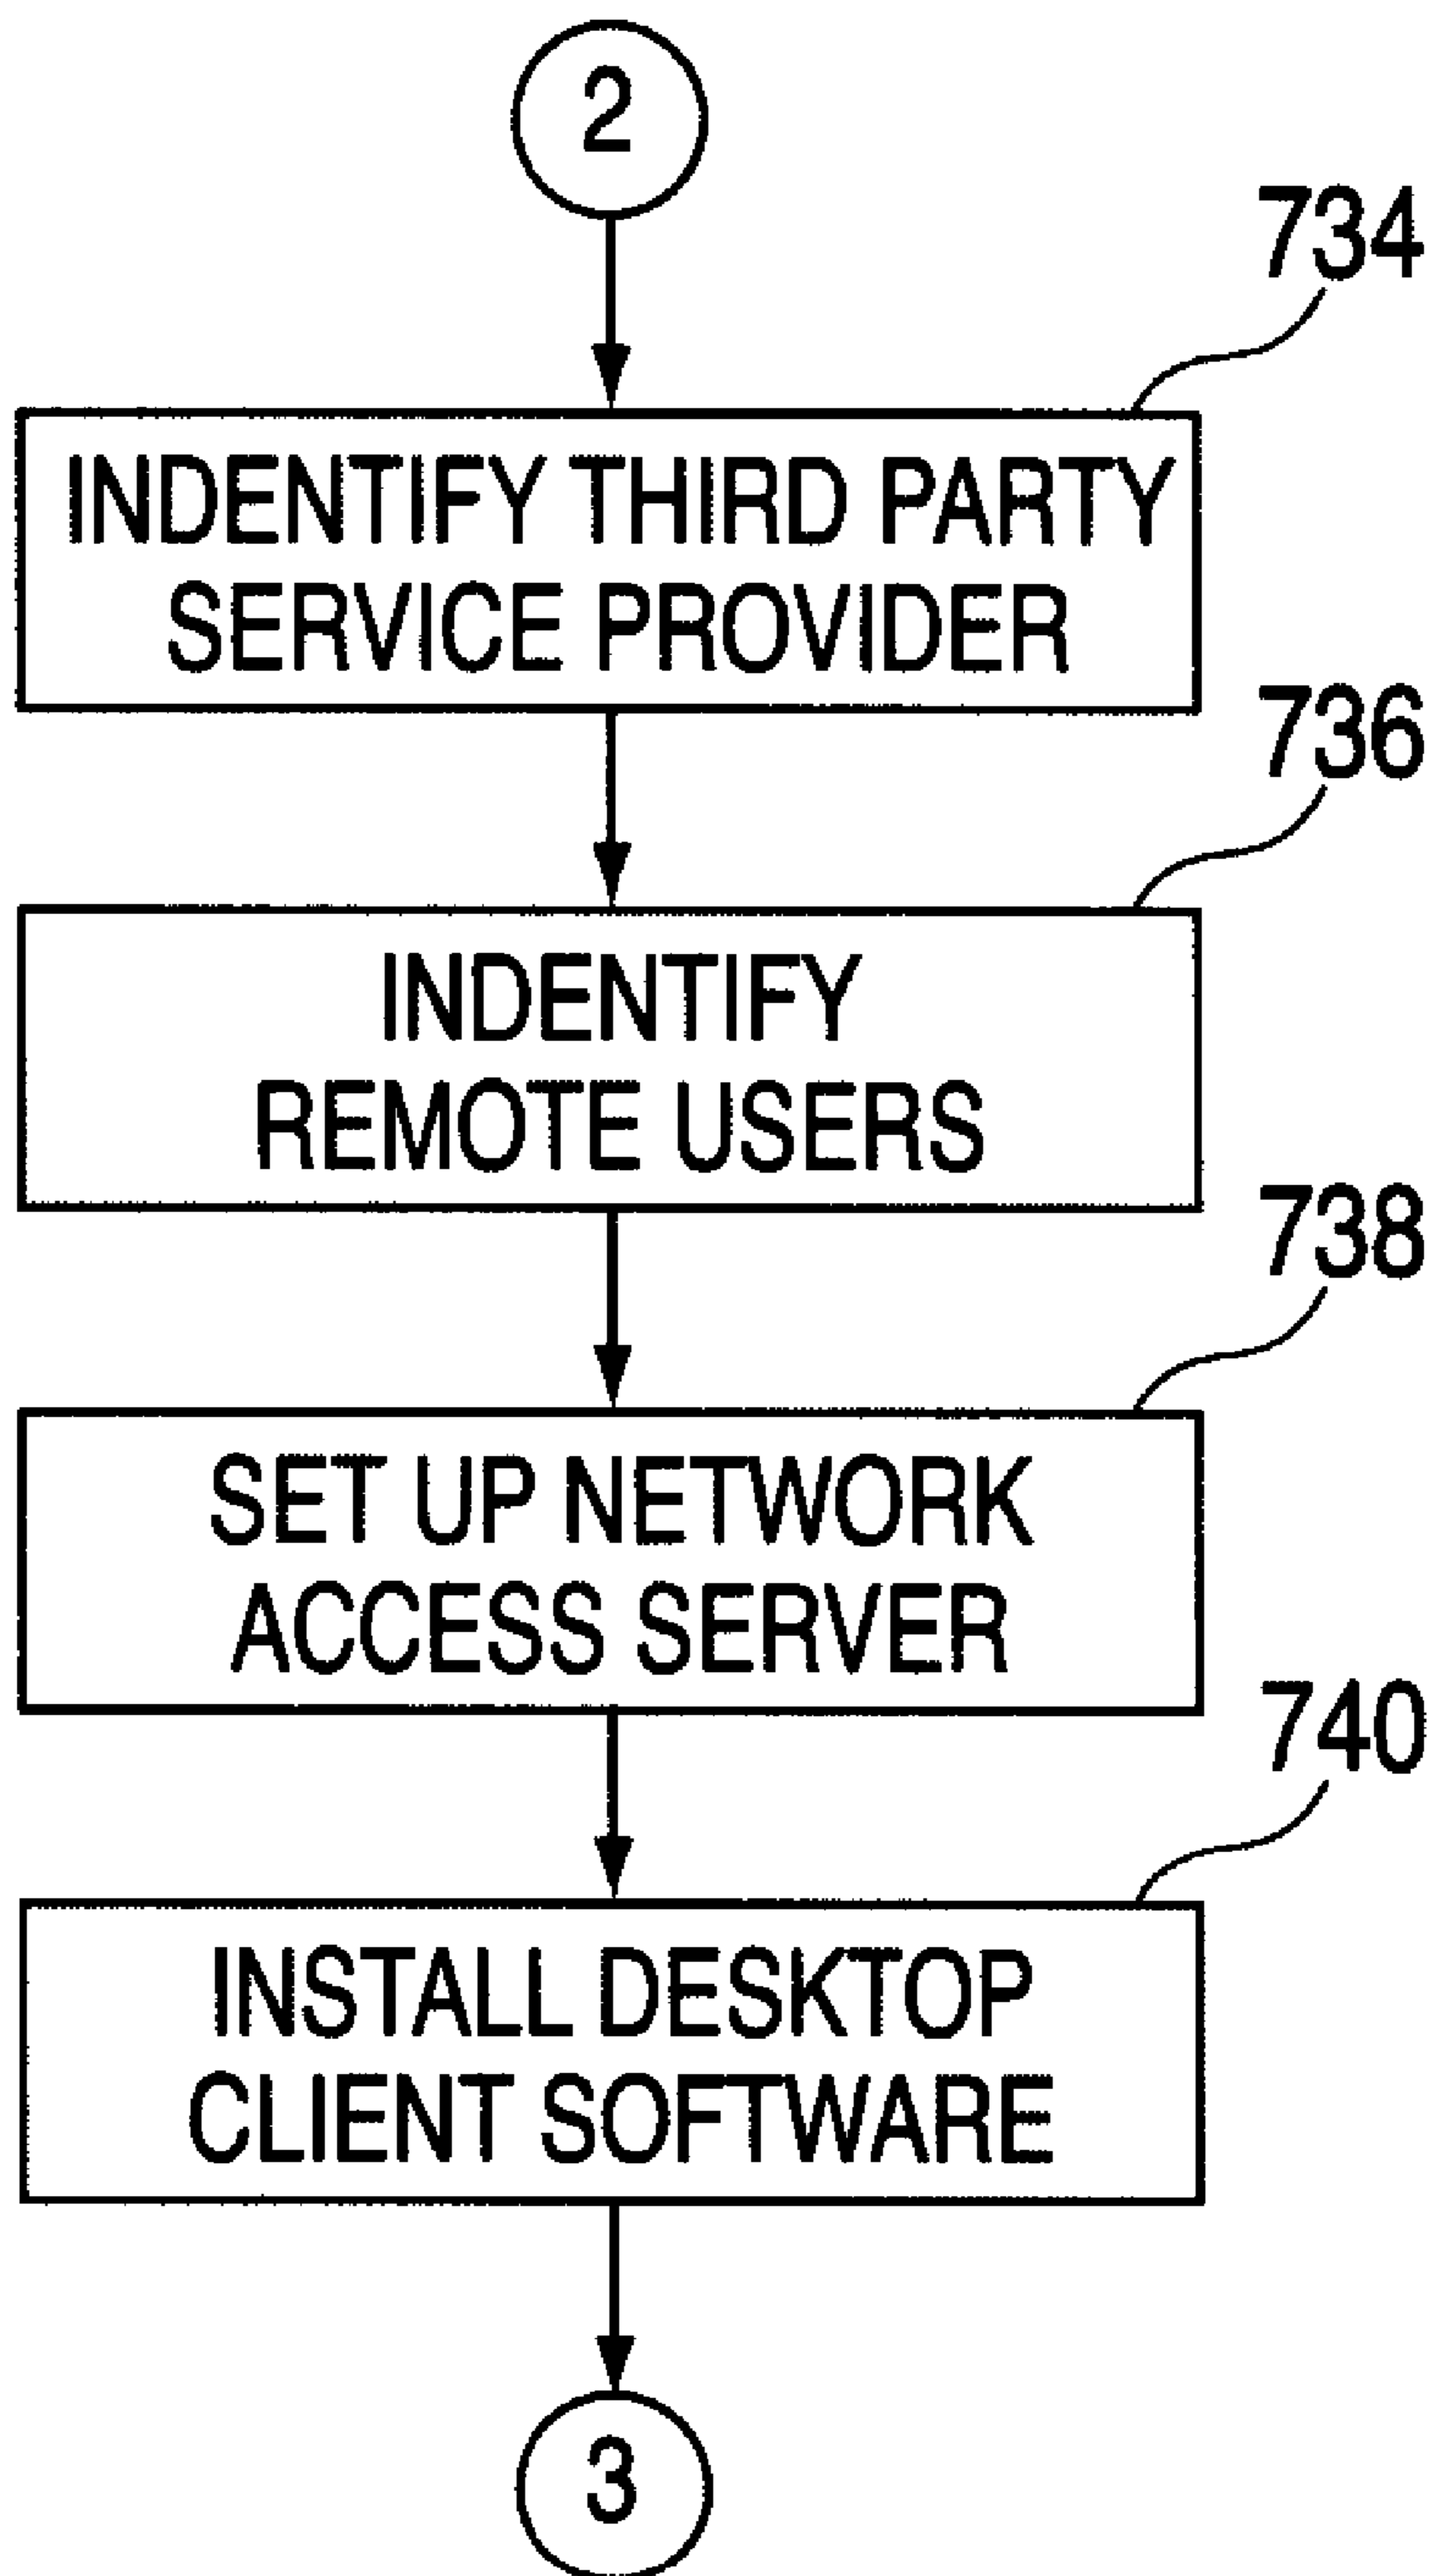 2
734
INDENTIFY THIRD PARTY
SERVICE PROVIDER
736
INDENTIFY
REMOTE USERS
738
SET UP NETWORK
ACCESS SERVER
740
INSTALL DESKTOP
CLIENT SOFTWARE
3